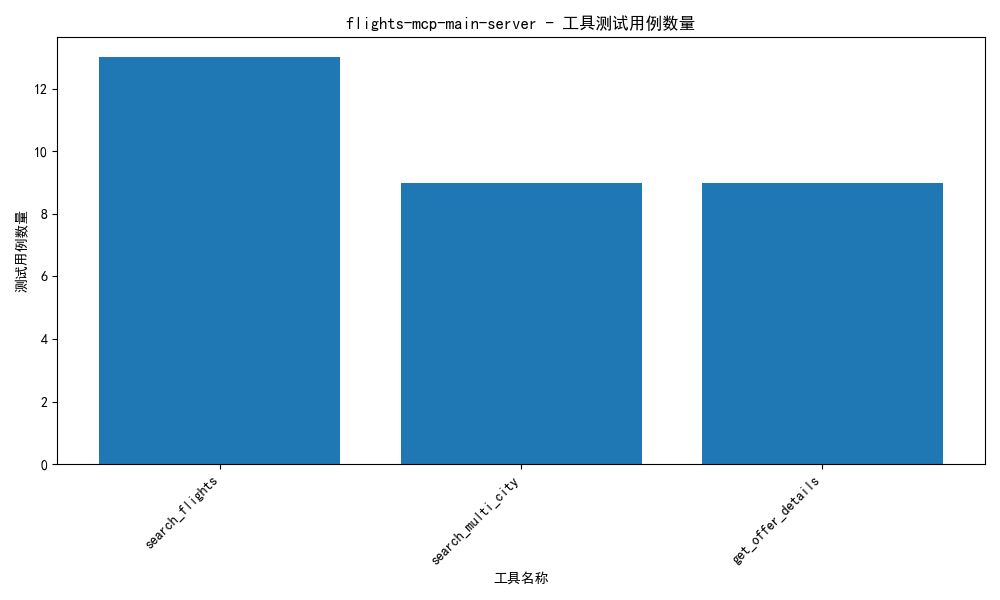 flights-mcp-main-server - 工具测试用例数量
测试用例数量
12
10
8
6
4
2
0
search_flights
search_multi_city
get_offer_details
工具名称